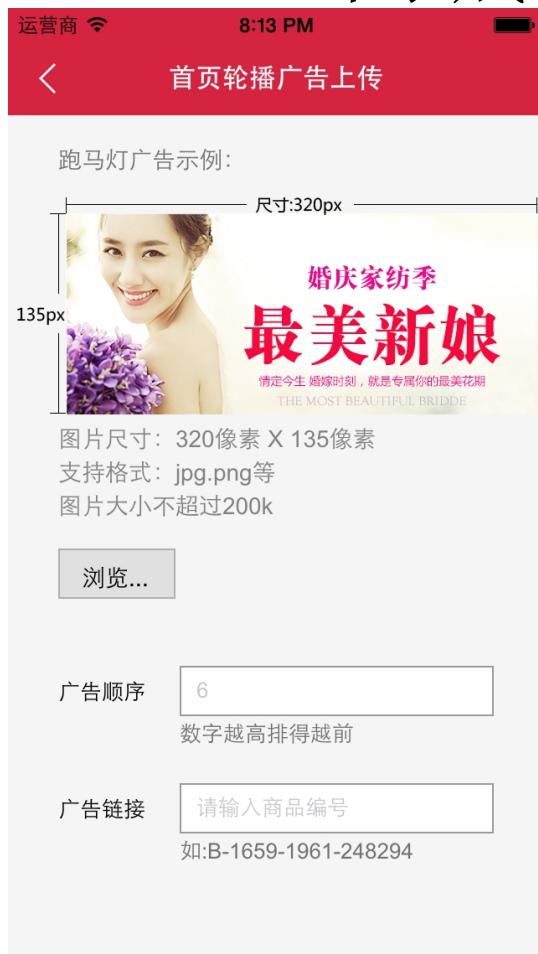 运营商 8:13 PM
首页轮播广告上传
跑马灯广告示例:
尺寸:320px
135px
婚庆家纺季
最美新娘
情定今生 婚嫁时刻，就是专属你的最美花期
THE MOST BEAUTIFUL BRIDDE
图片尺寸：320像素 X 135像素
支持格式：jpg.png等
图片大小不超过200k
浏览...
广告顺序 6
数字越高排得越前
广告链接 请输入商品编号
如:B-1659-1961-248294